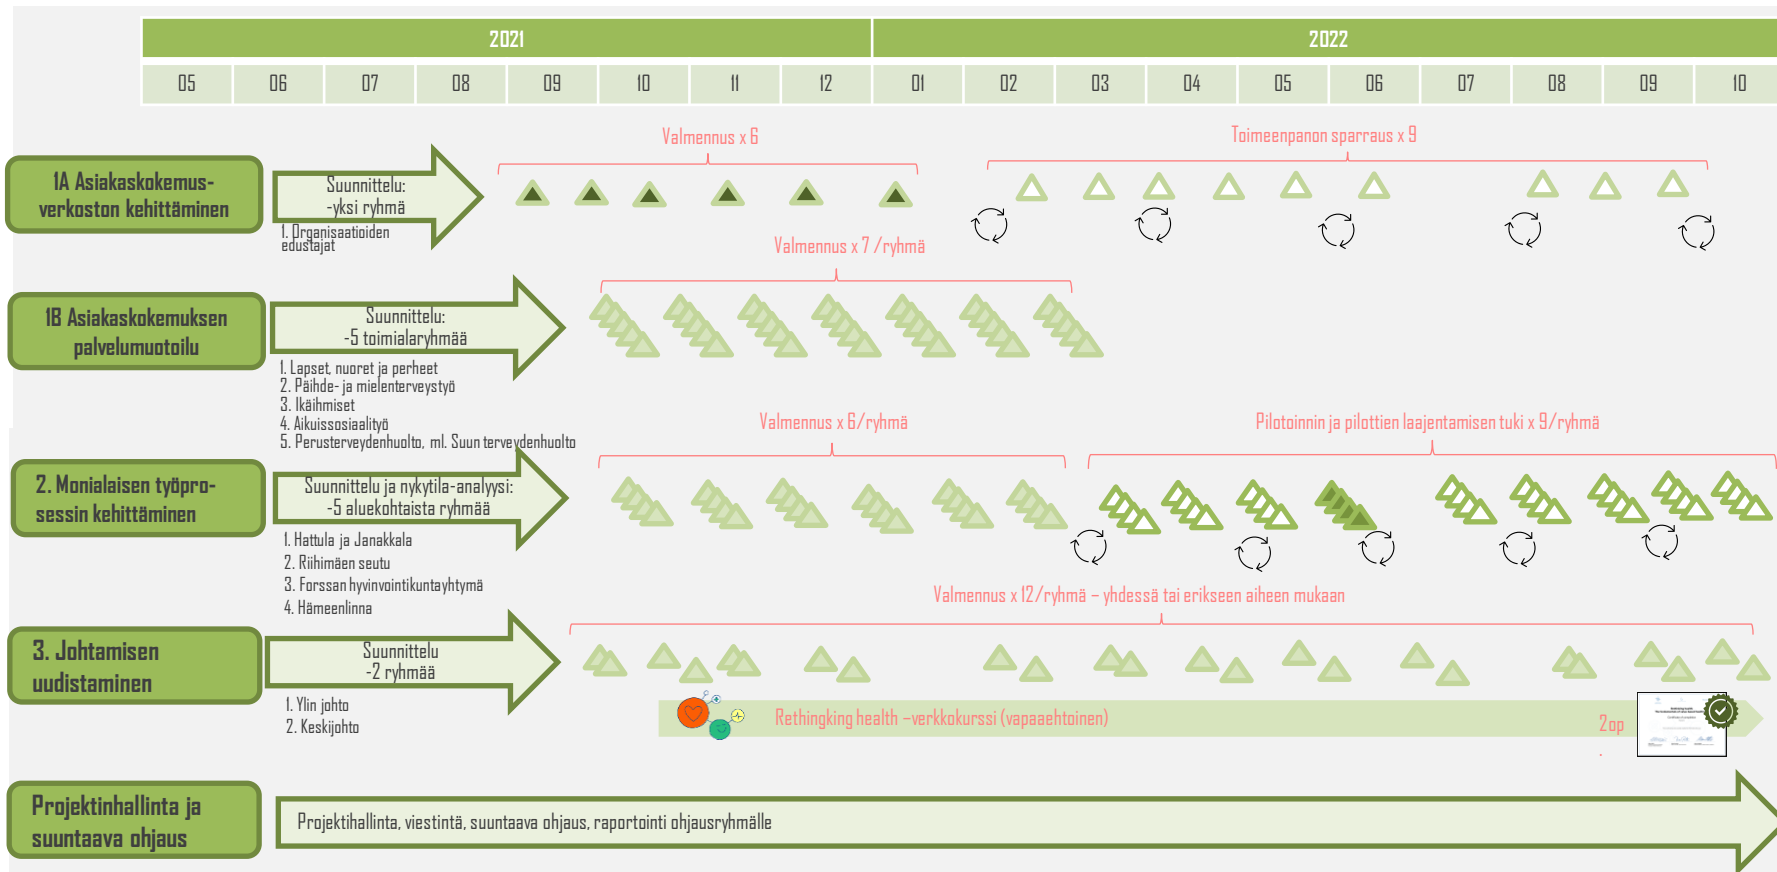 2021
2022
05 06 07 08 09 10 11 12 01 02 03 04 05 06 07 08 09 10
Valmennus x 6
Toimeenpanon sparraus x 9
1A Asiakaskokemus-
verkoston kehittäminen
Suunnittelu:
-yksi ryhmä
1. Organisaatioiden
edustajat
Valmennus x 7 /ryhmä
1B Asiakaskokemuksen
palvelumuotoilu
Suunnittelu:
-5 toimialaryhmää
1. Lapset, nuoret ja perheet
2. Päihde- ja mielenterveystyö
3. Ikäihmiset
4. Aikuissosiaalityö
5. Perusterveydenhuolto, ml. Suun terveydenhuolto
Valmennus x 6/ryhmä
Pilotoinnin ja pilottien laajentamisen tuki x 9/ryhmä
2. Monialaisen työpro-
sessin kehittäminen
Suunnittelu ja nykytila-analyysi:
-5 aluekohtaista ryhmää
1. Hattula ja Janakkala
2. Riihimäen seutu
3. Forssan hyvinvointikuntayhtymä
4. Hämeenlinna
Valmennus x 12/ryhmä – yhdessä tai erikseen aiheen mukaan
3. Johtamisen
uudistaminen
Suunnittelu
-2 ryhmää
1. Ylin johto
2. Keskijohto
Rethingking health –verkkokurssi (vapaaehtoinen)
2op
.
Projektinhallinta ja
suuntaava ohjaus
Projektihallinta, viestintä, suuntaava ohjaus, raportointi ohjausryhmälle